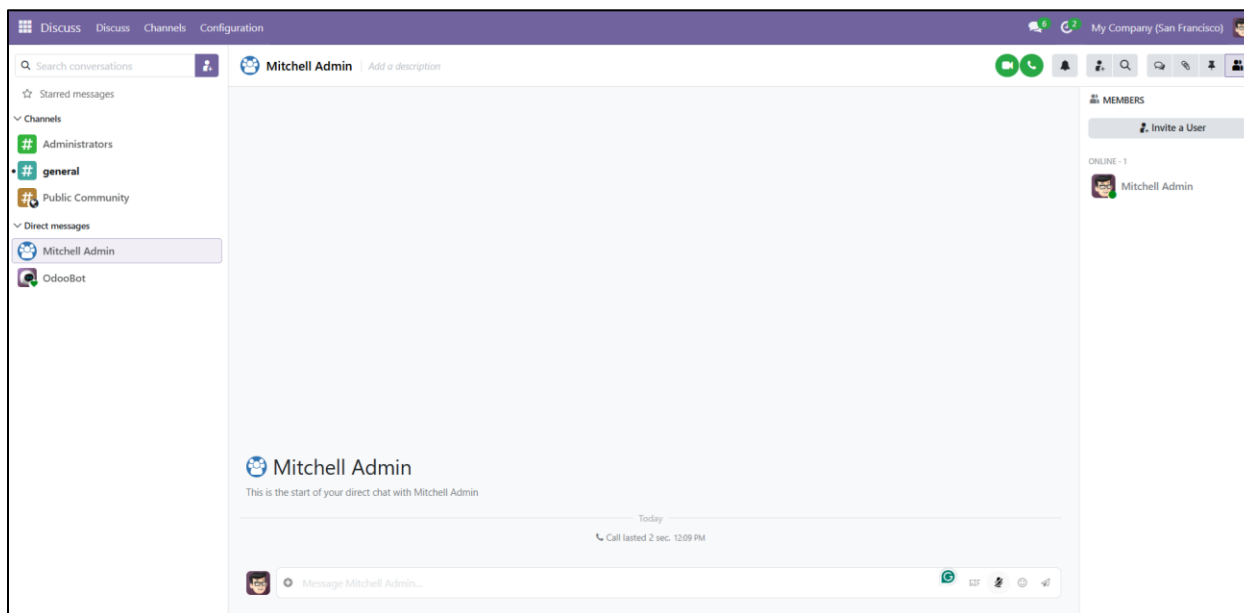 Discuss Discuss Channels Configuration 6 2 My Company (San Francisco)
Search conversations
Mitchell Admin Add a description
Starred messages
Channels
Administrators
general
Public Community
Direct messages
Mitchell Admin
OdooBot
MEMBERS
Invite a User
ONLINE - 1
Mitchell Admin
Mitchell Admin
This is the start of your direct chat with Mitchell Admin
Today
Call lasted 2 sec. 12:09 PM
Message Mitchell Admin...
GIF